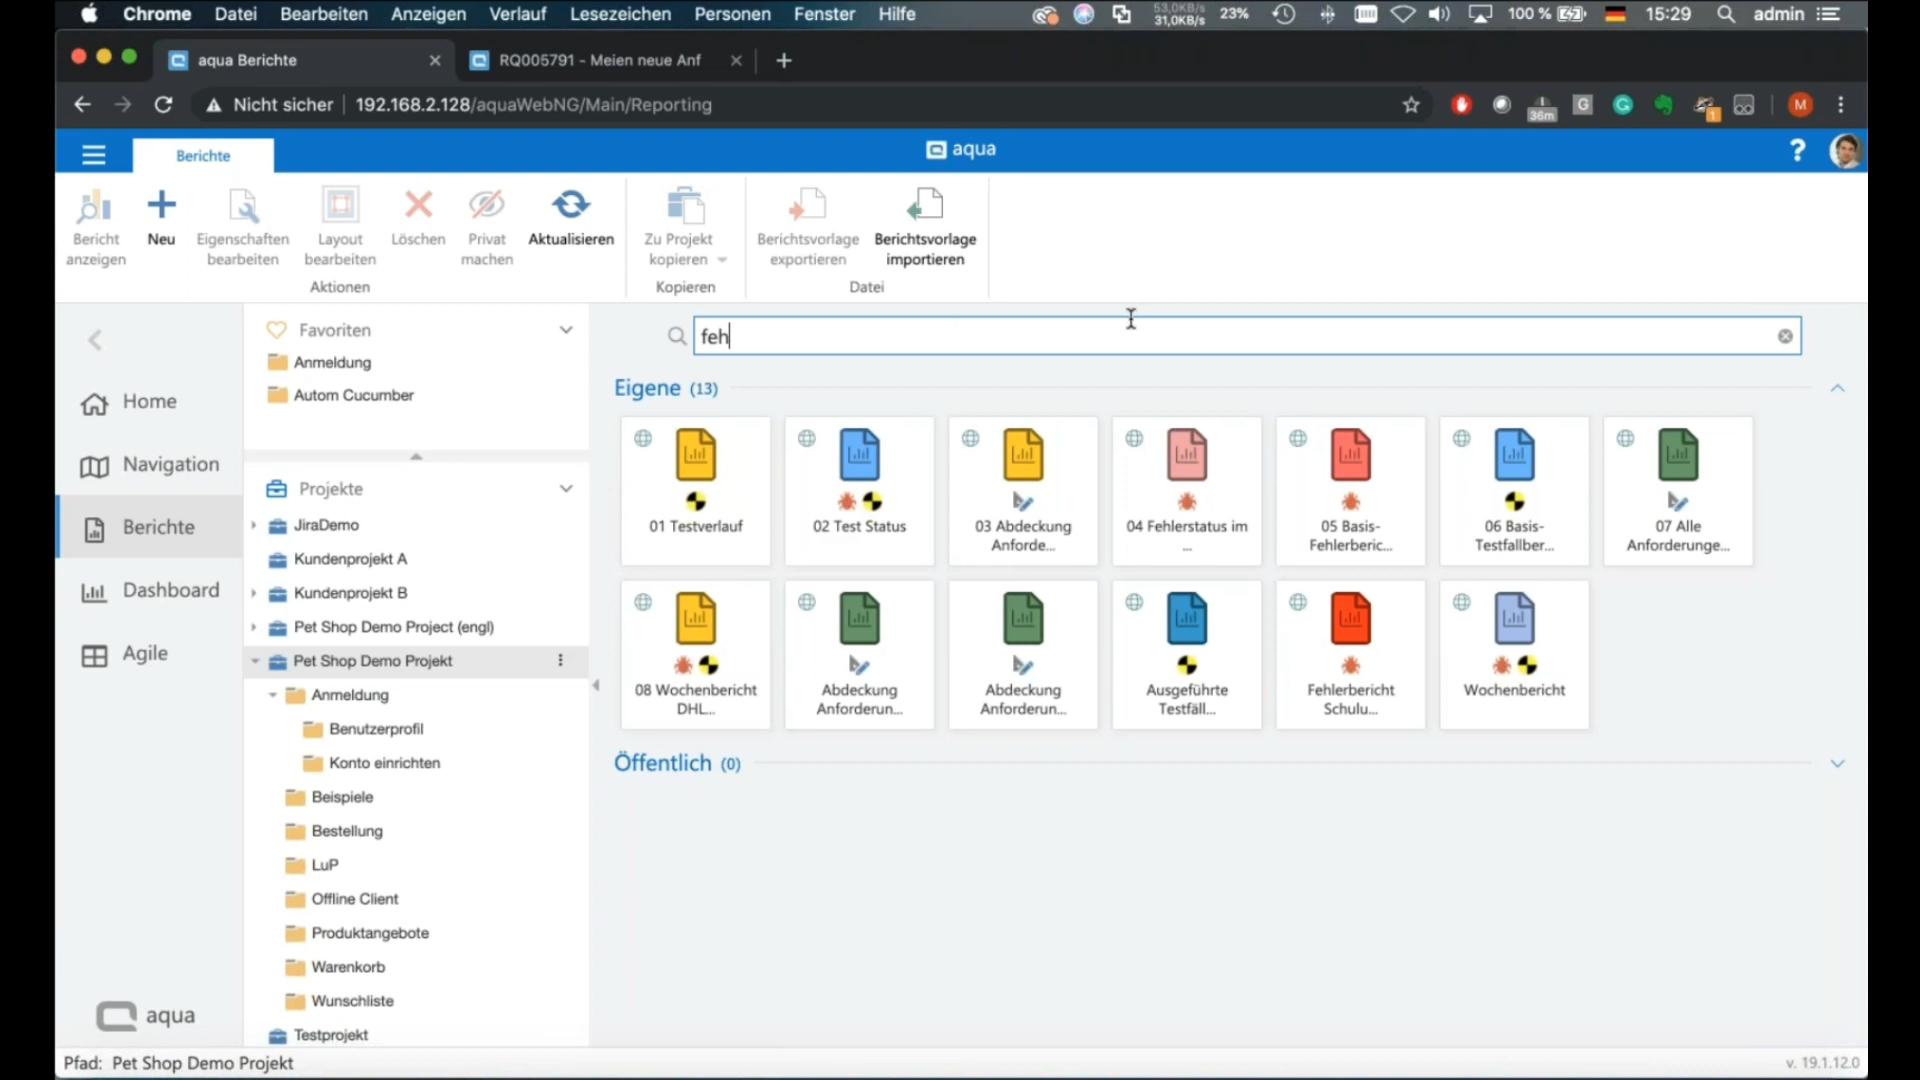 Chrome Datei Bearbeiten Anzeigen Verlauf Lesezeichen Personen Fenster Hilfe
53,0KB/s
31,0KB/s
23%
100 %
15:29
admin
aqua Berichte
RQ005791 - Meien neue Anf
Nicht sicher
192.168.2.128/aquaWebNG/Main/Reporting
36m
G
G
1
M
Berichte
aqua
?
Bericht anzeigen
Neu
Eigenschaften bearbeiten
Layout bearbeiten
Löschen
Privat machen
Aktualisieren
Aktionen
Zu Projekt kopieren
Kopieren
Berichtsvorlage exportieren
Berichtsvorlage importieren
Datei
Home
Navigation
Berichte
Dashboard
Agile
aqua
Favoriten
Anmeldung
Autom Cucumber
Projekte
JiraDemo
Kundenprojekt A
Kundenprojekt B
Pet Shop Demo Project (engl)
Pet Shop Demo Projekt
Anmeldung
Benutzerprofil
Konto einrichten
Beispiele
Bestellung
LuP
Offline Client
Produktangebote
Warenkorb
Wunschliste
Testprojekt
feh
Eigene (13)
01 Testverlauf
02 Test Status
03 Abdeckung Anforde...
04 Fehlerstatus im ...
05 Basis-Fehlerberic...
06 Basis-Testfallber...
07 Alle Anforderunge...
08 Wochenbericht DHL...
Abdeckung Anforderun...
Abdeckung Anforderun...
Ausgeführte Testfäll...
Fehlerbericht Schulu...
Wochenbericht
Öffentlich (0)
Pfad: Pet Shop Demo Projekt
v. 19.1.12.0